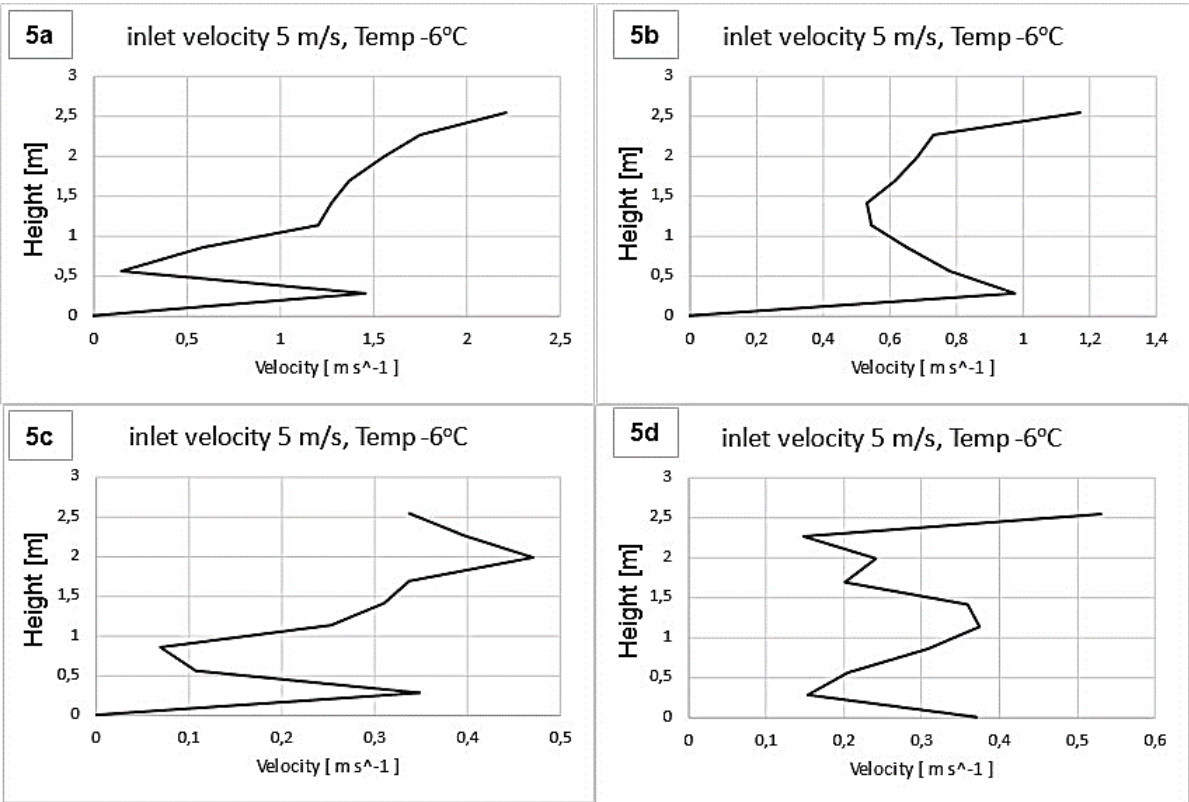 5a
inlet velocity 5 m/s, Temp -6°C
3
2,5
2
1,5
1
0,5
0
Height [m]
0 0,5 1 1,5 2 2,5
Velocity [ m s^-1 ]
5b
inlet velocity 5 m/s, Temp -6°C
3
2,5
2
1,5
1
0,5
0
Height [m]
0 0,2 0,4 0,6 0,8 1 1,2 1,4
Velocity [ m s^-1 ]
5c
inlet velocity 5 m/s, Temp -6°C
3
2,5
2
1,5
1
0,5
0
Height [m]
0 0,1 0,2 0,3 0,4 0,5
Velocity [ m s^-1 ]
5d
inlet velocity 5 m/s, Temp -6°C
3
2,5
2
1,5
1
0,5
0
Height [m]
0 0,1 0,2 0,3 0,4 0,5 0,6
Velocity [ m s^-1 ]